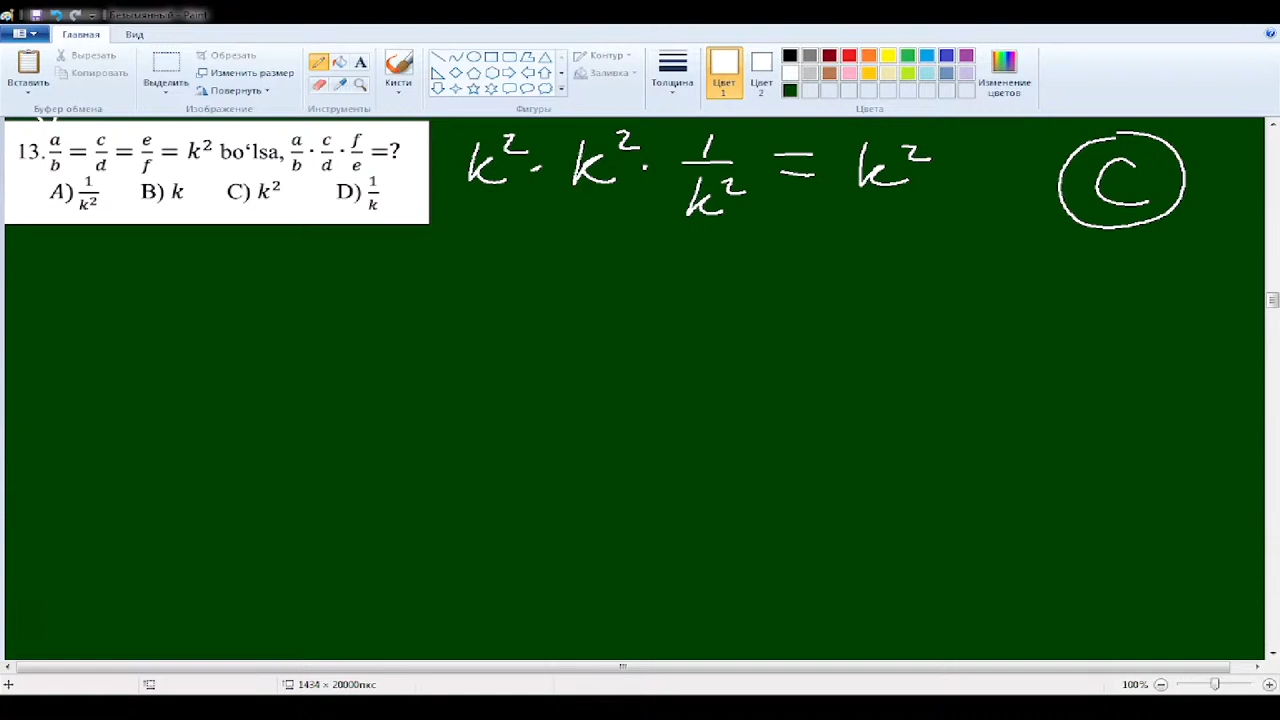 Безымянный - Paint
Главная Вид
Вставить
Вырезать
Копировать
Буфер обмена
Выделить
Обрезать
Изменить размер
Повернуть
Изображение
Инструменты
Кисти
Фигуры
Контур
Заливка
Толщина
Цвет 1
Цвет 2
Изменение цветов
Цвета
13. a/b = c/d = e/f = k² bo‘lsa, a/b · c/d · f/e =?
A) 1/k² B) k C) k² D) 1/k
k² · k² · 1/k² = k² C
1434 × 20000пкс 100%